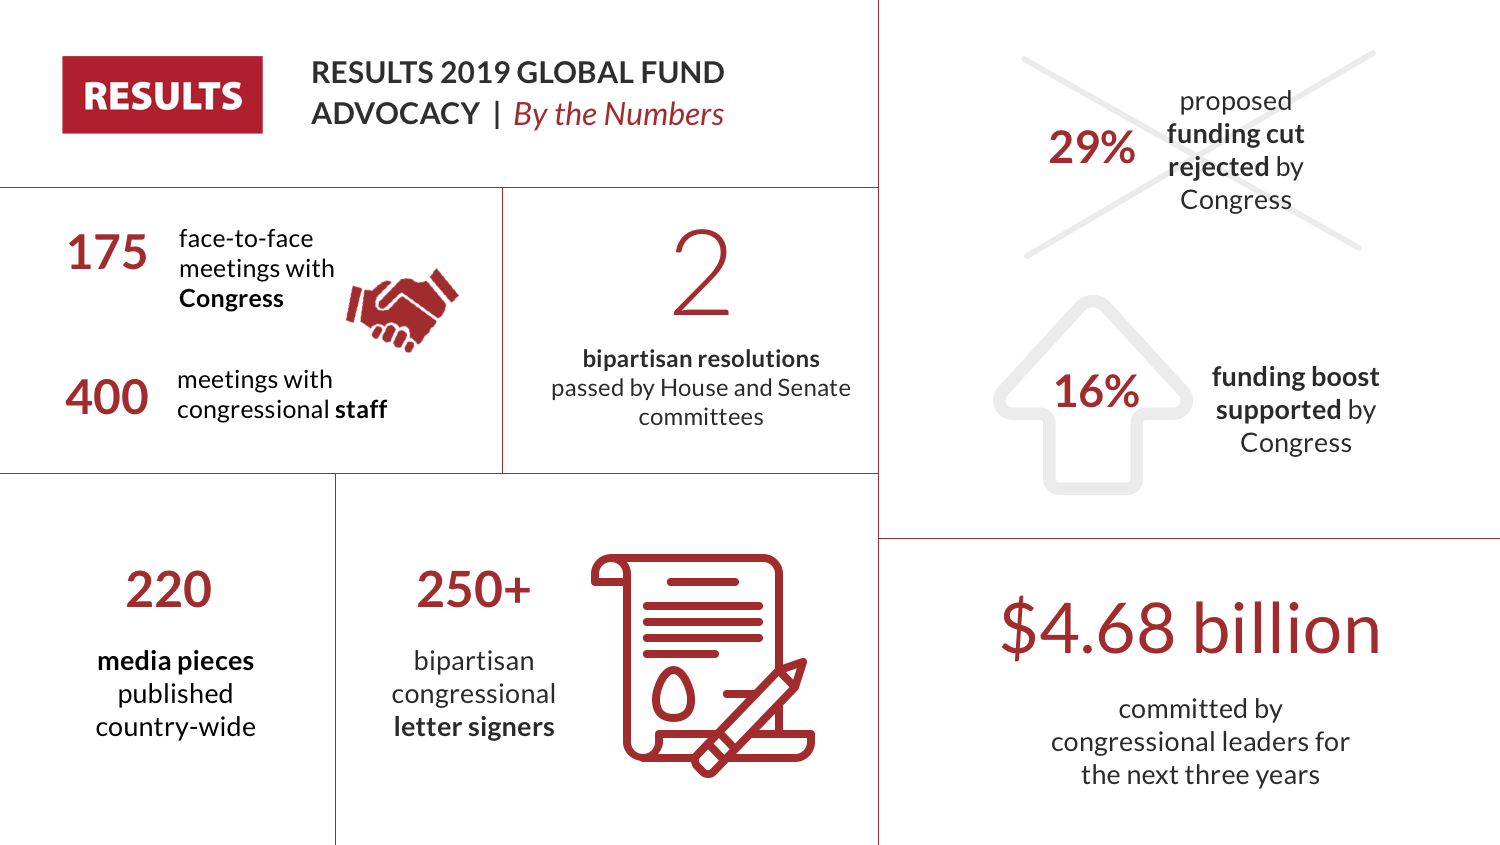 RESULTS
RESULTS 2019 GLOBAL FUND
ADVOCACY | By the Numbers
175
face-to-face
meetings with
Congress
400
meetings with
congressional staff
2
bipartisan resolutions
passed by House and Senate
committees
220
media pieces
published
country-wide
250+
bipartisan
congressional
letter signers
29%
proposed
funding cut
rejected by
Congress
16%
funding boost
supported by
Congress
$4.68 billion
committed by
congressional leaders for
the next three years